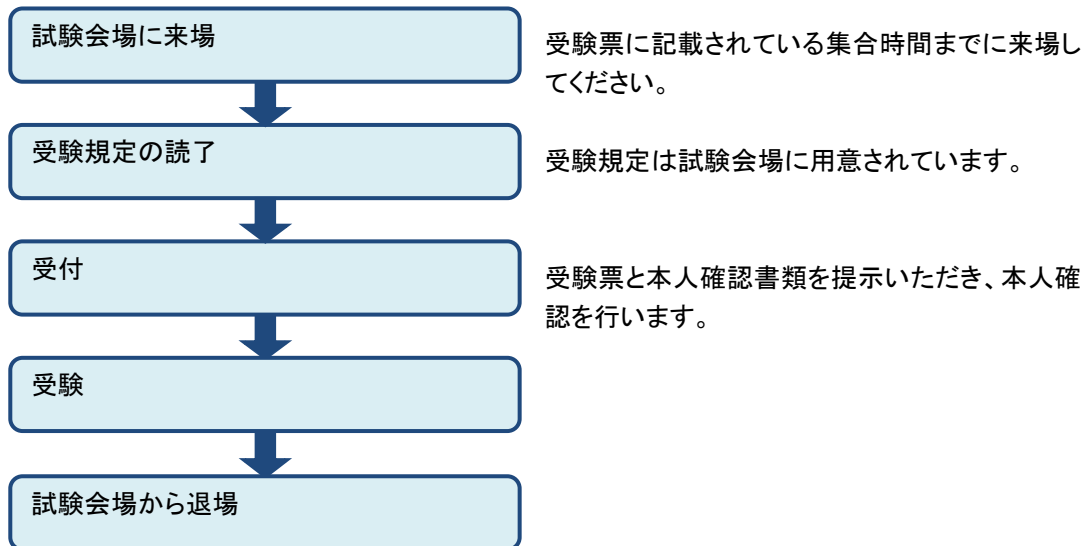 試験会場に来場
受験票に記載されている集合時間までに来場し
てください。
受験規定の読了
受験規定は試験会場に用意されています。
受付
受験票と本人確認書類を提示いただき、本人確
認を行います。
受験
試験会場から退場